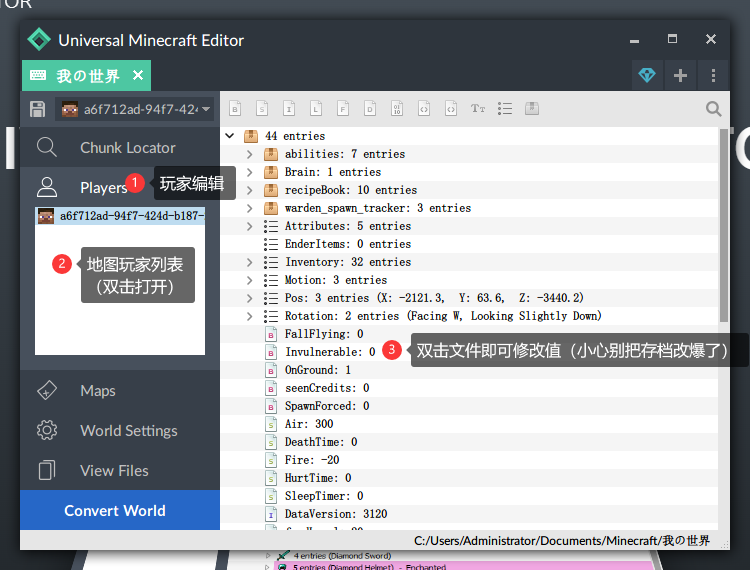 TOR
Universal Minecraft Editor
我的世界
a6f712ad-94f7-42
Chunk Locator
Players
1
玩家编辑
a6f712ad-94f7-424d-b187-
2
地图玩家列表
（双击打开）
Maps
World Settings
View Files
Convert World
44 entries
abilities: 7 entries
Brain: 1 entries
recipeBook: 10 entries
warden_spawn_tracker: 3 entries
Attributes: 5 entries
EnderItems: 0 entries
Inventory: 32 entries
Motion: 3 entries
Pos: 3 entries (X: -2121.3, Y: 63.6, Z: -3440.2)
Rotation: 2 entries (Facing W, Looking Slightly Down)
FallFlying: 0
Invulnerable: 0
3
双击文件即可修改值（小心别把存档改爆了）
OnGround: 1
seenCredits: 0
SpawnForced: 0
Air: 300
DeathTime: 0
Fire: -20
HurtTime: 0
SleepTimer: 0
DataVersion: 3120
C:/Users/Administrator/Documents/Minecraft/我的世界
4 entries (Diamond Sword)
5 entries (Diamond Helmet) - Enchanted